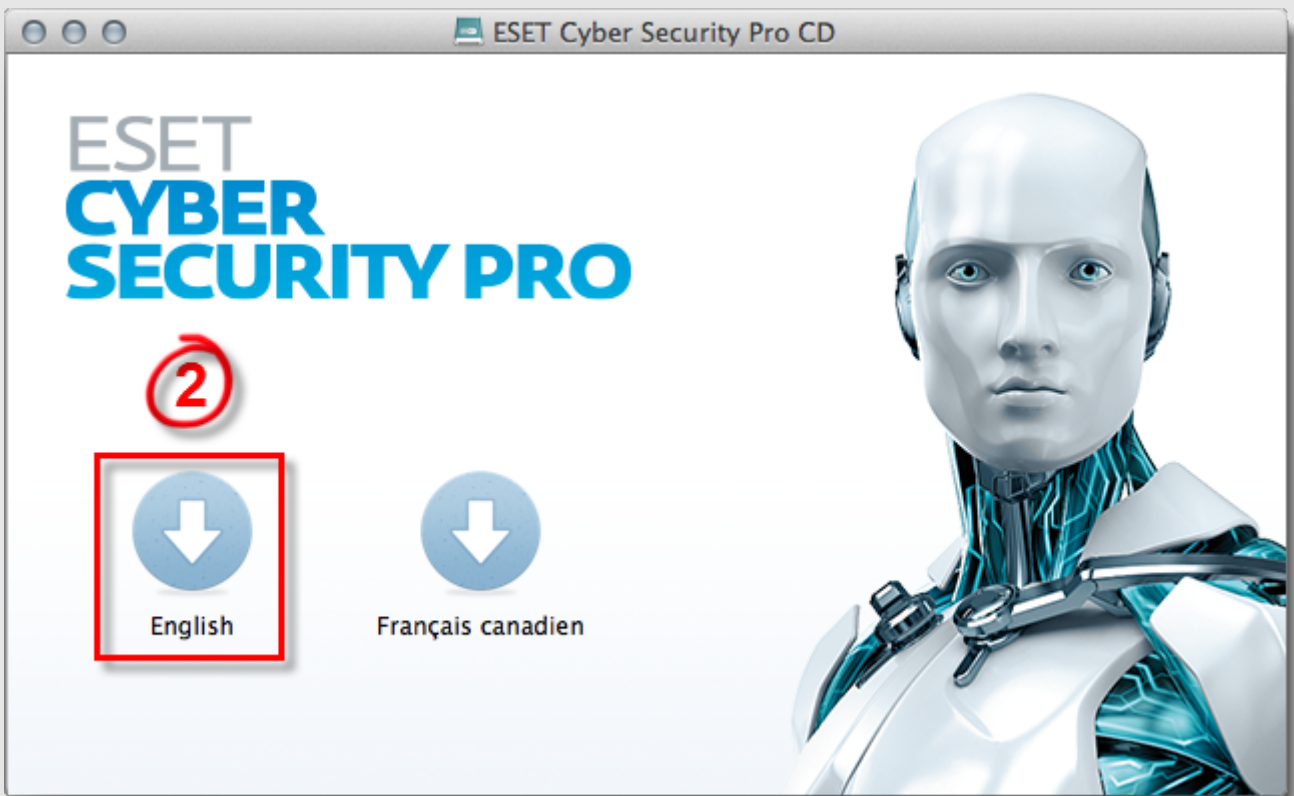 ESET Cyber Security Pro CD
ESET
CYBER
SECURITY PRO
2
English
Français canadien